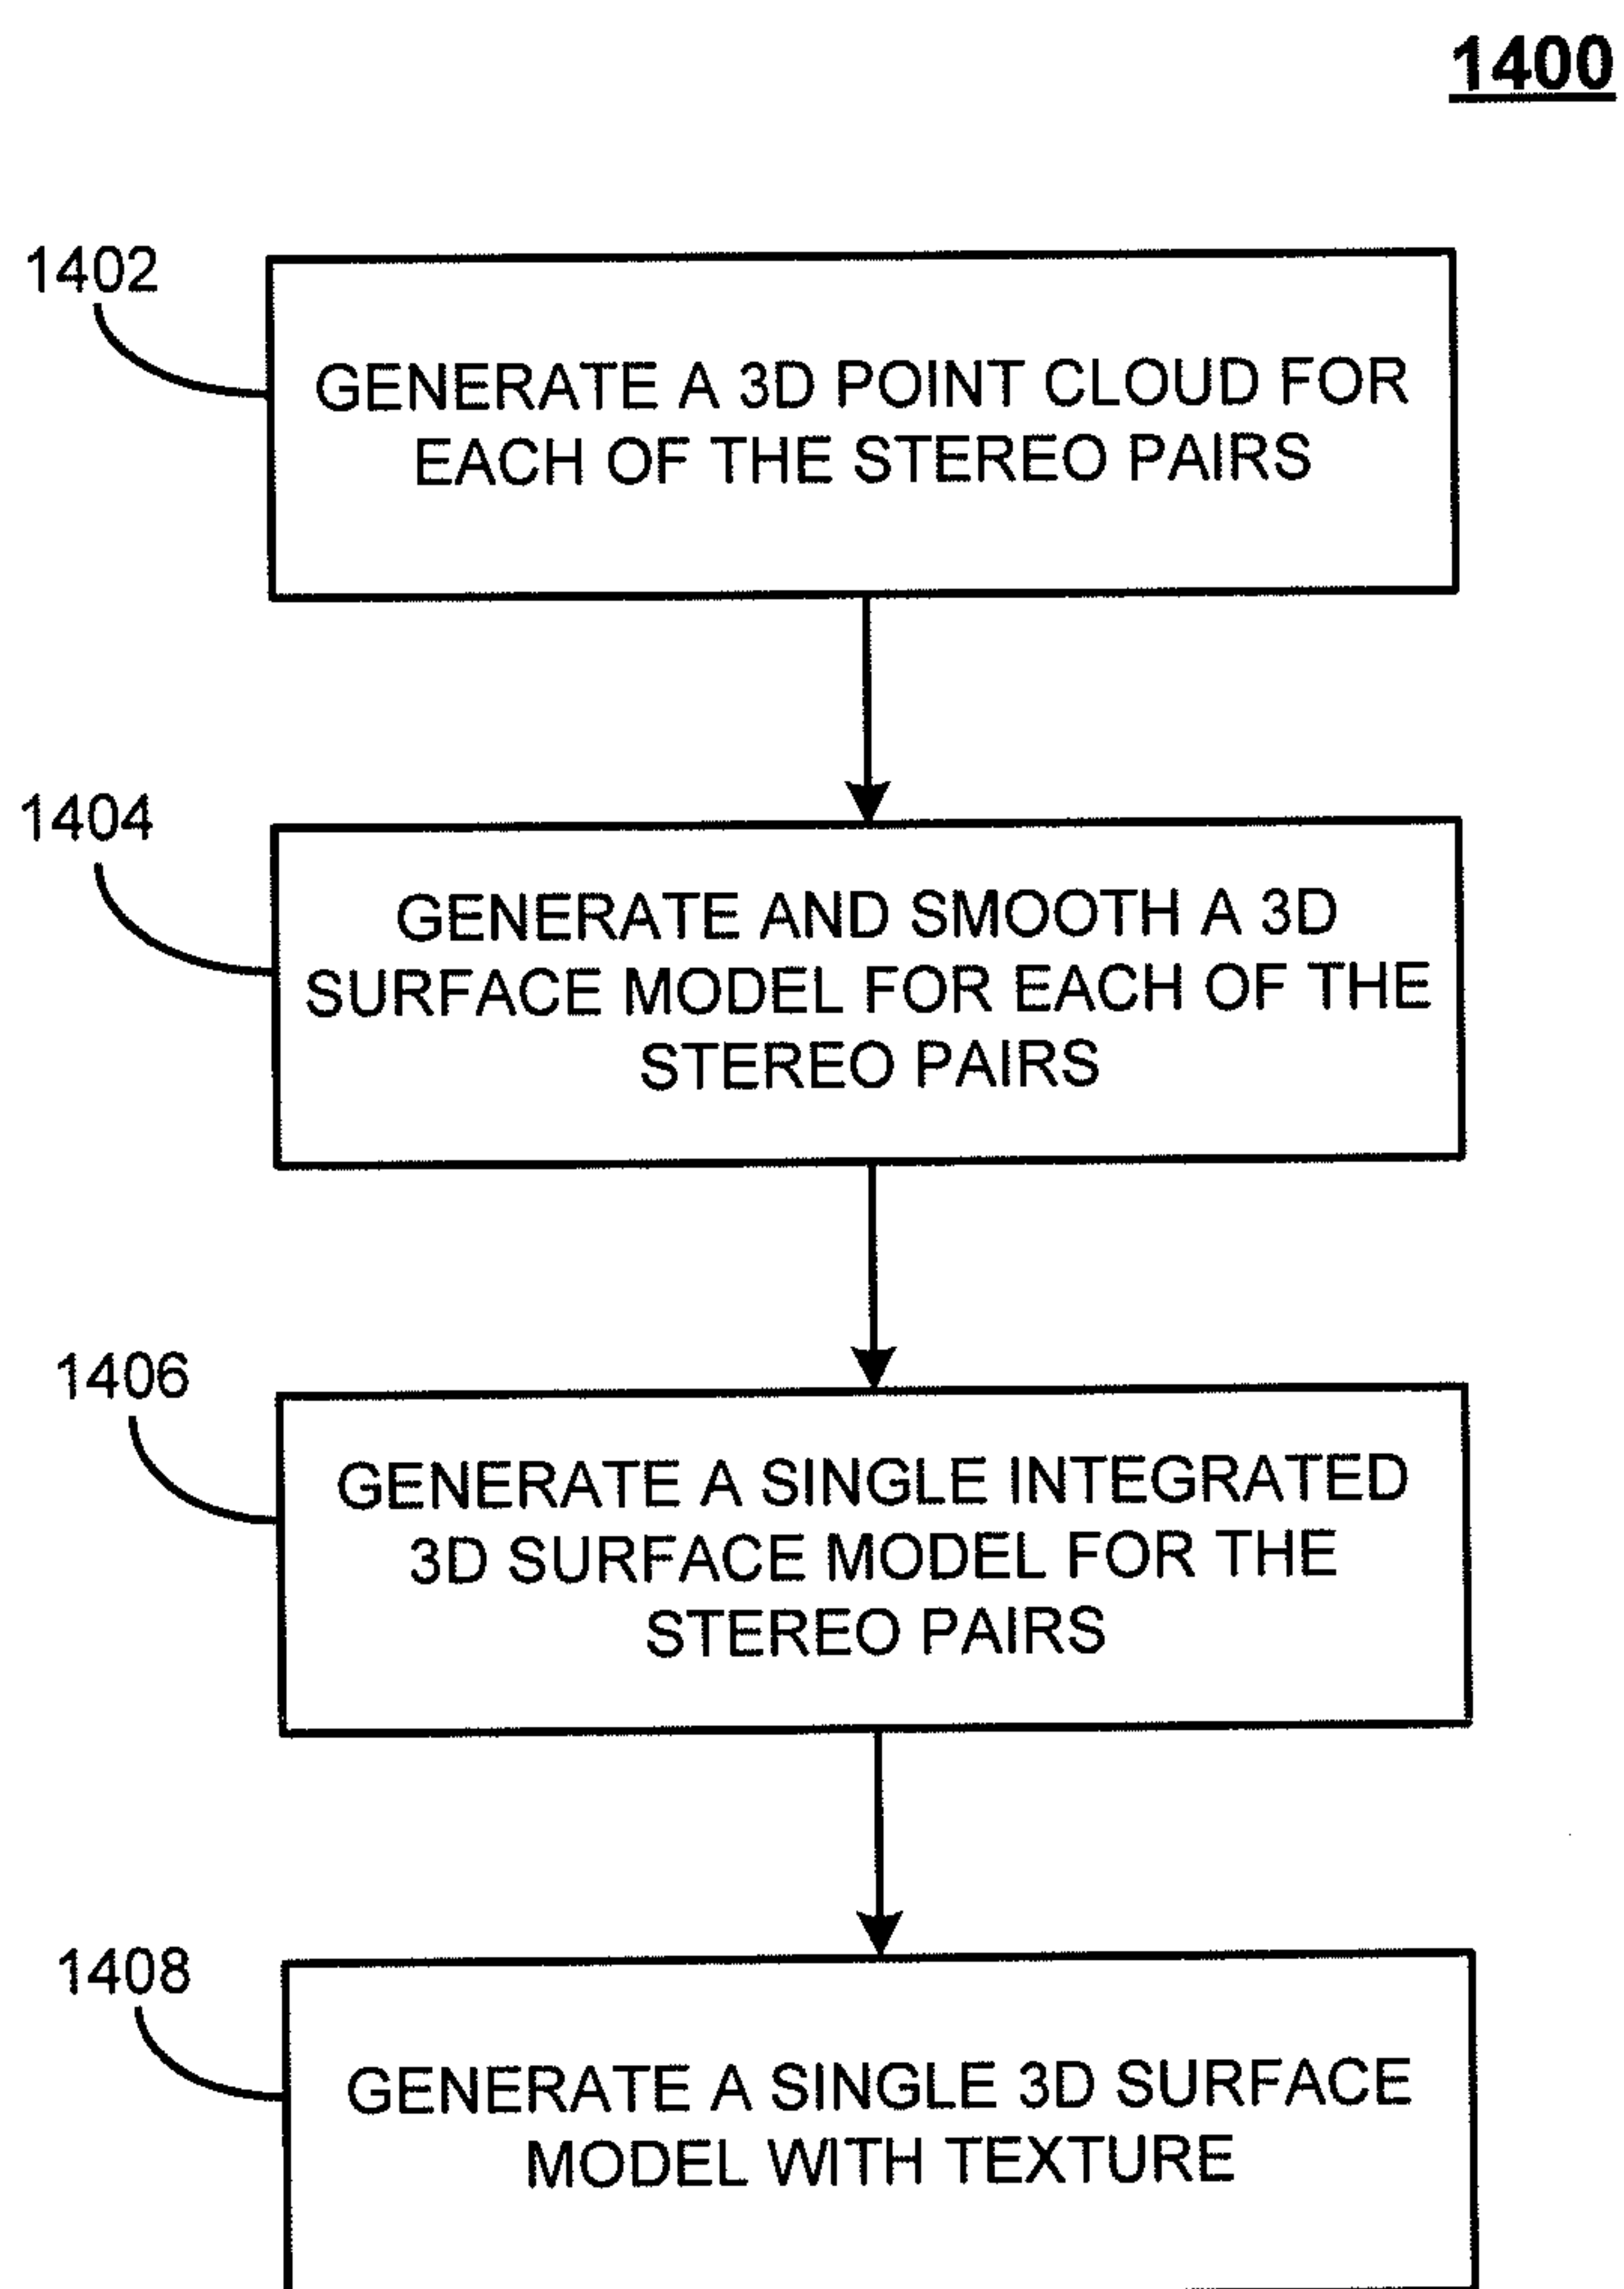 1400
1402
GENERATE A 3D POINT CLOUD FOR
EACH OF THE STEREO PAIRS
1404
GENERATE AND SMOOTH A 3D
SURFACE MODEL FOR EACH OF THE
STEREO PAIRS
1406
GENERATE A SINGLE INTEGRATED
3D SURFACE MODEL FOR THE
STEREO PAIRS
1408
GENERATE A SINGLE 3D SURFACE
MODEL WITH TEXTURE